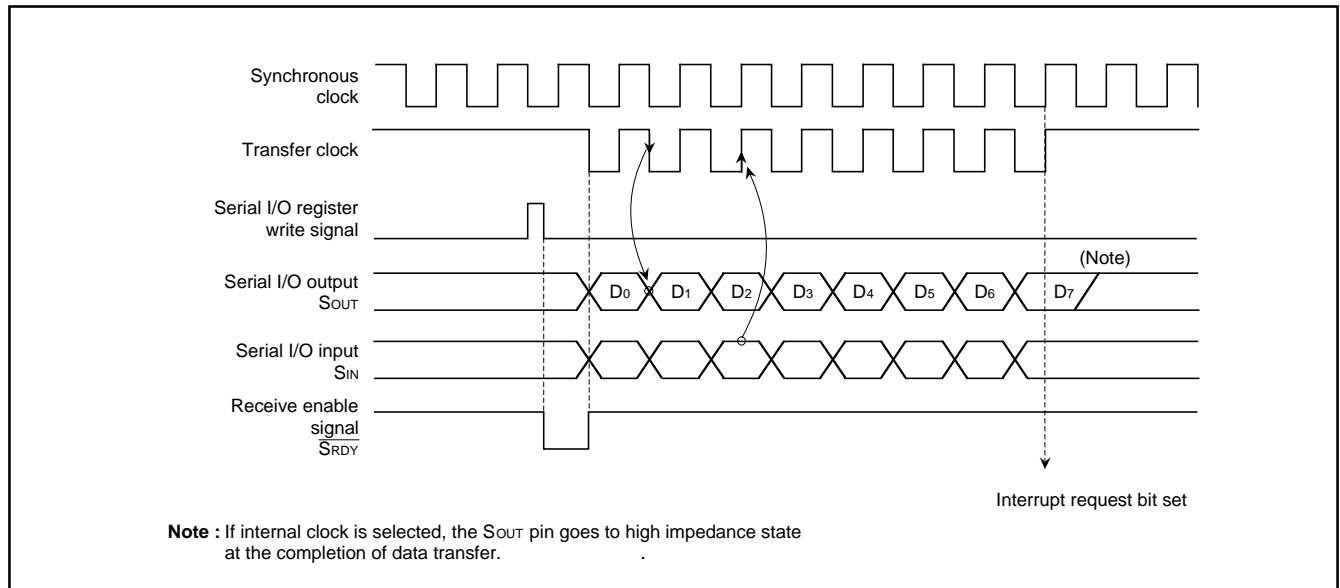 Synchronous
clock
Transfer clock
Serial I/O register
write signal
(Note)
Serial I/O output
SOUT
D0 D1 D2 D3 D4 D5 D6 D7
Serial I/O input
SIN
Receive enable
signal
SRDY
Interrupt request bit set
Note : If internal clock is selected, the SOUT pin goes to high impedance state
at the completion of data transfer. .